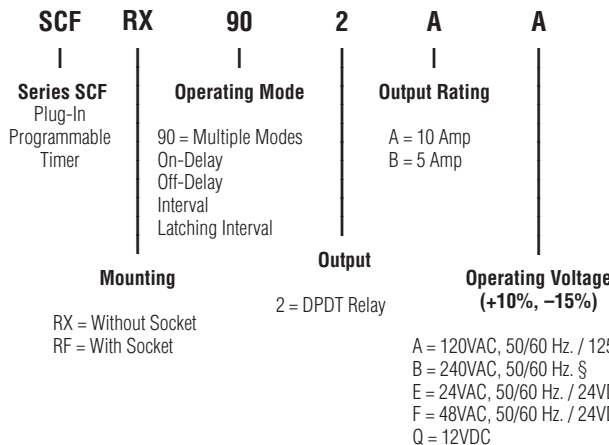 SCF RX 90 2 A A
Series SCF
Plug-In
Programmable
Timer
Operating Mode
90 = Multiple Modes
On-Delay
Off-Delay
Interval
Latching Interval
Output Rating
A = 10 Amp
B = 5 Amp
Mounting
RX = Without Socket
RF = With Socket
Output
2 = DPDT Relay
Operating Voltage
(+10%, –15%)
A = 120VAC, 50/60 Hz. /
B = 240VAC, 50/60 Hz. §
E = 24VAC, 50/60 Hz. /
F = 48VAC, 50/60 Hz. /
Q = 12VDC